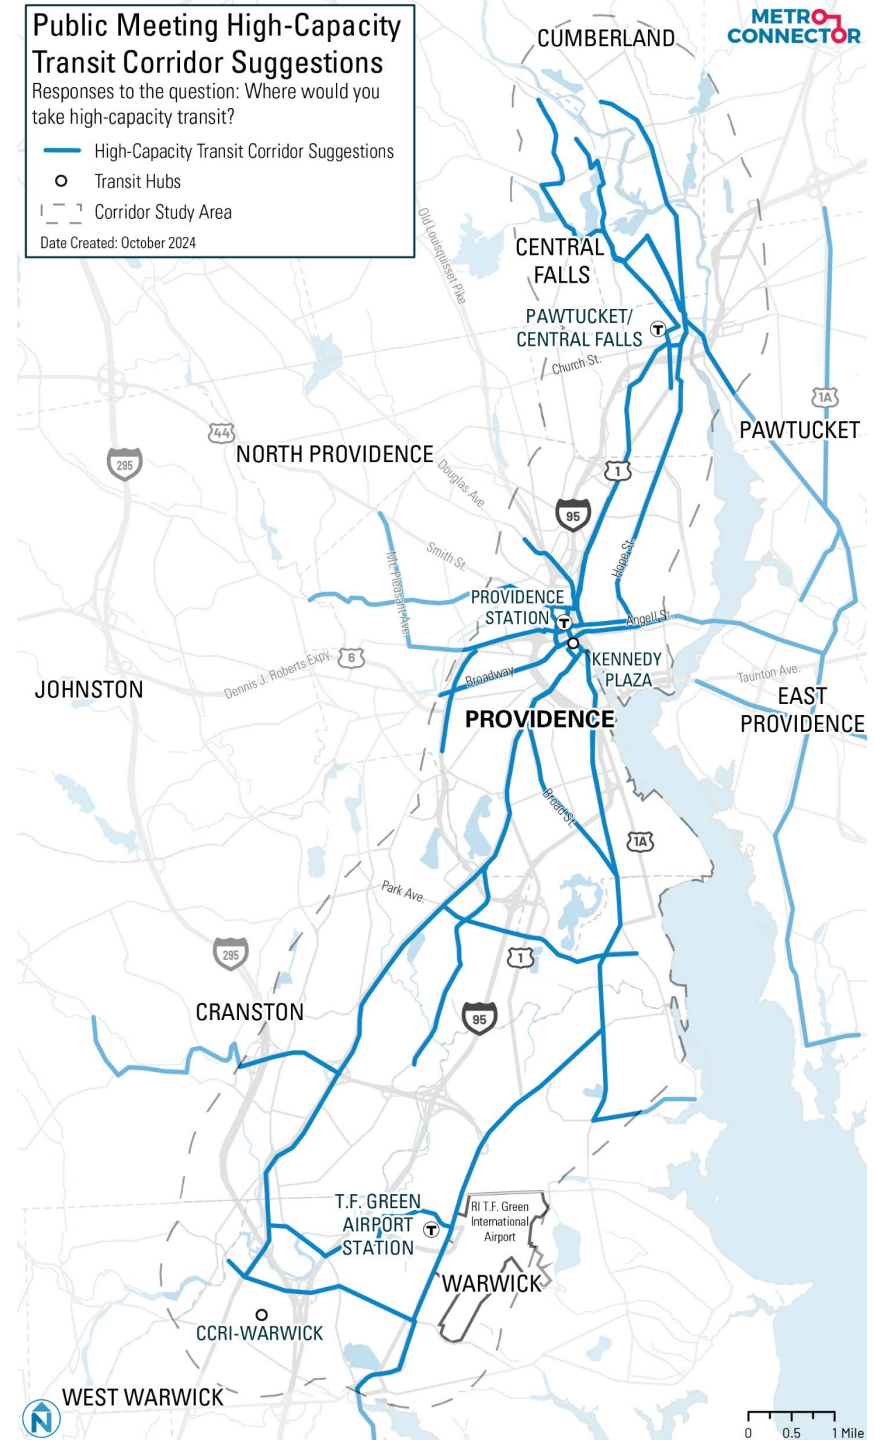 Public Meeting High-Capacity
Transit Corridor Suggestions
Responses to the question: Where would you
take high-capacity transit?
High-Capacity Transit Corridor Suggestions
Transit Hubs
Corridor Study Area
Date Created: October 2024
METRO
CONNECTOR
CUMBERLAND
Old Louisquisset Pike
CENTRAL
FALLS
PAWTUCKET/
CENTRAL FALLS
T
Church St.
1A
44
PAWTUCKET
295
NORTH PROVIDENCE
Douglas Ave.
1
95
Smith St.
Hope St.
Mt. Pleasant Ave.
PROVIDENCE
STATION
T
Angell St.
6
Dennis J. Roberts Expy.
KENNEDY
PLAZA
Broadway
Taunton Ave.
JOHNSTON
EAST
PROVIDENCE
PROVIDENCE
Broad St.
1A
Park Ave.
295
1
CRANSTON
95
T.F. GREEN
AIRPORT
STATION
T
RI T.F. Green
International
Airport
WARWICK
CCRI-WARWICK
WEST WARWICK
N
0 0.5 1 Mile